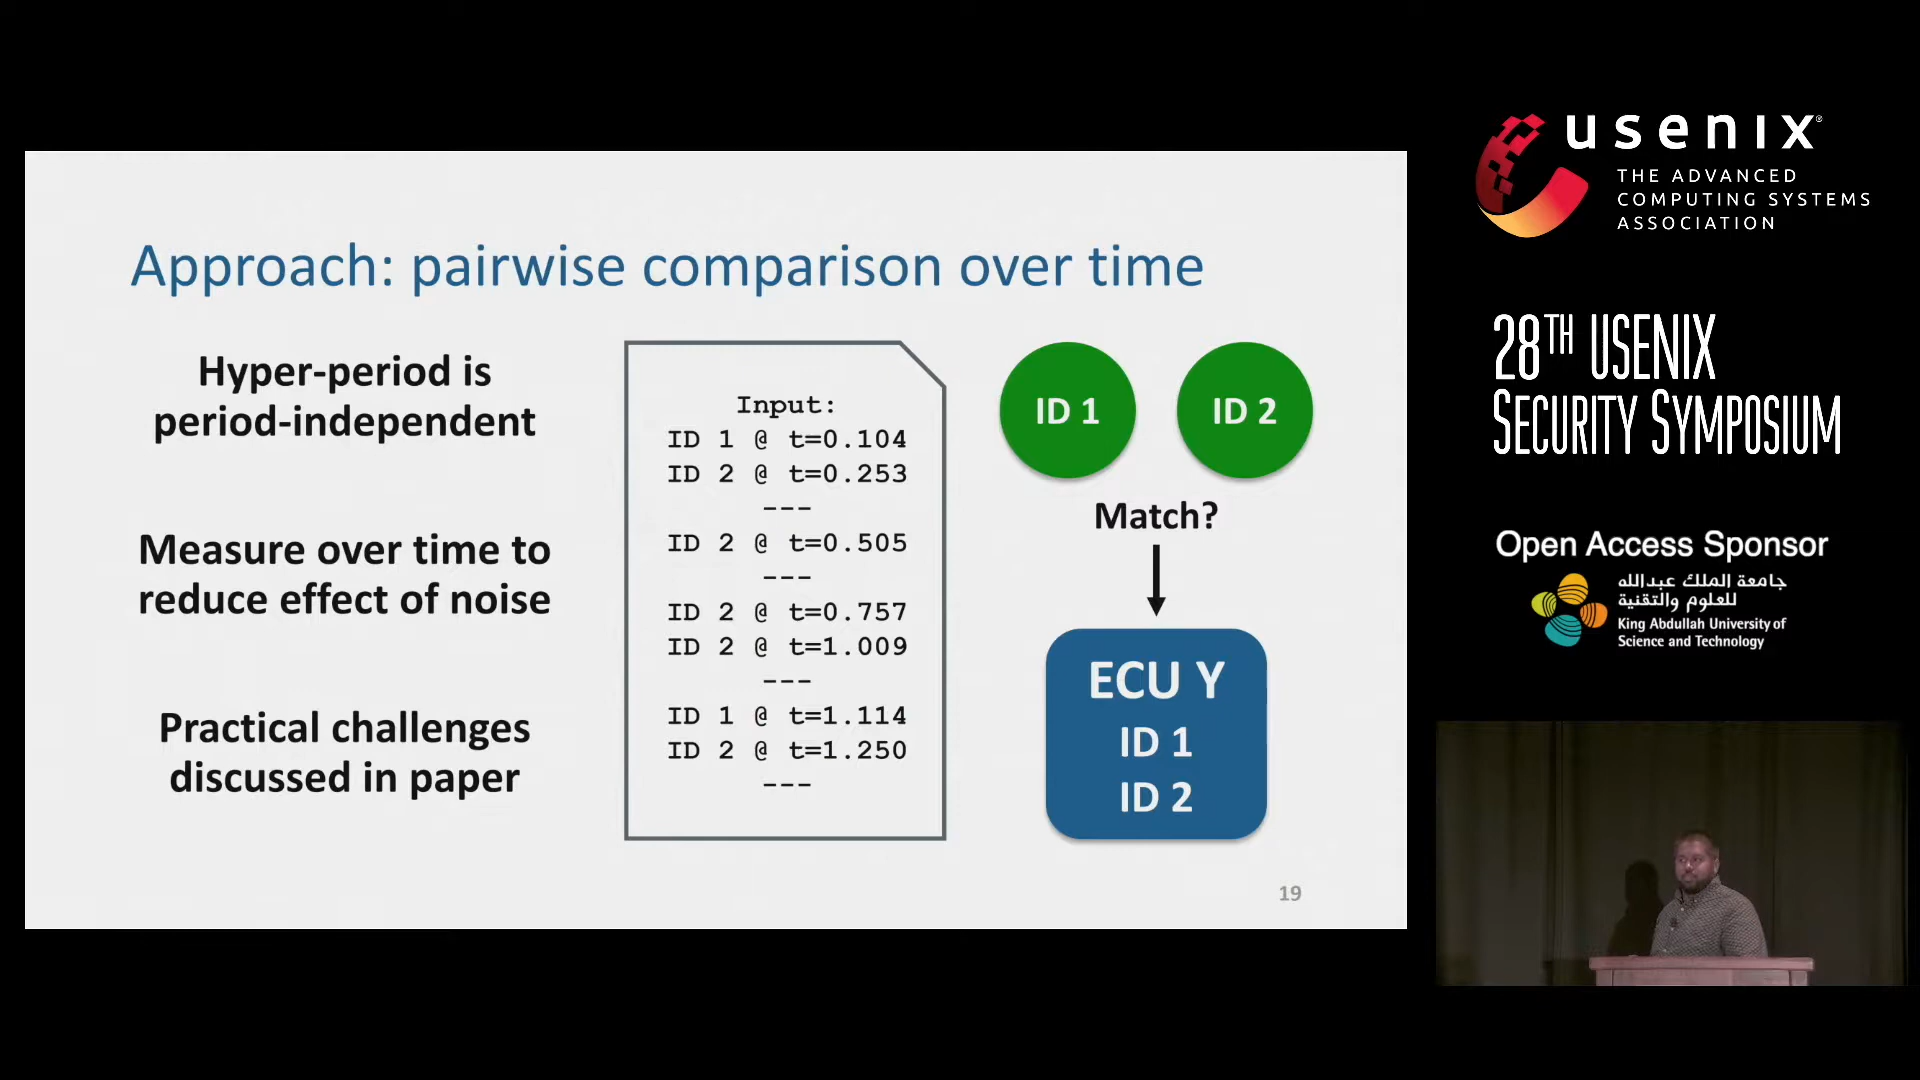 Approach: pairwise comparison over time
Hyper-period is
period-independent
Measure over time to
reduce effect of noise
Practical challenges
discussed in paper
Input:
ID 1 @ t=0.104
ID 2 @ t=0.253
---
ID 2 @ t=0.505
---
ID 2 @ t=0.757
ID 2 @ t=1.009
---
ID 1 @ t=1.114
ID 2 @ t=1.250
---
ID 1
ID 2
Match?
ECU Y
ID 1
ID 2
19
usenix®
THE ADVANCED
COMPUTING SYSTEMS
ASSOCIATION
28TH USENIX
SECURITY SYMPOSIUM
Open Access Sponsor
جامعة الملك عبدالله
للعلوم والتقنية
King Abdullah University of
Science and Technology